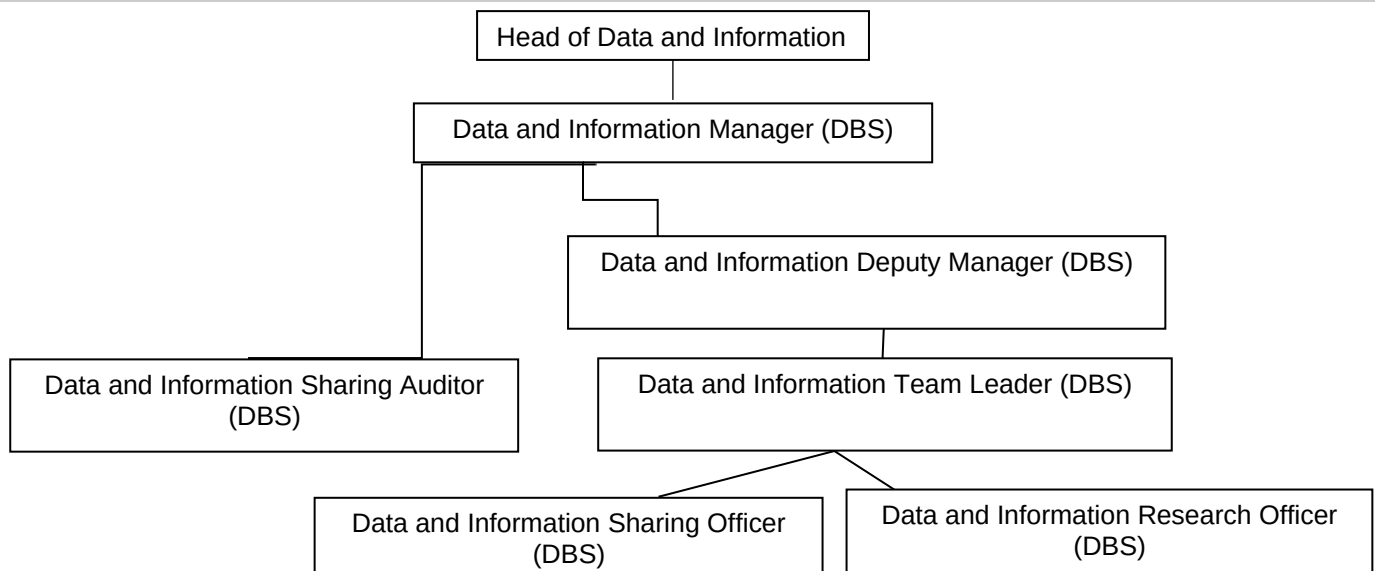 Head of Data and Information
Data and Information Manager (DBS)
Data and Information Deputy Manager (DBS)
Data and Information Sharing Auditor
(DBS)
Data and Information Team Leader (DBS)
Data and Information Sharing Officer
(DBS)
Data and Information Research Officer
(DBS)